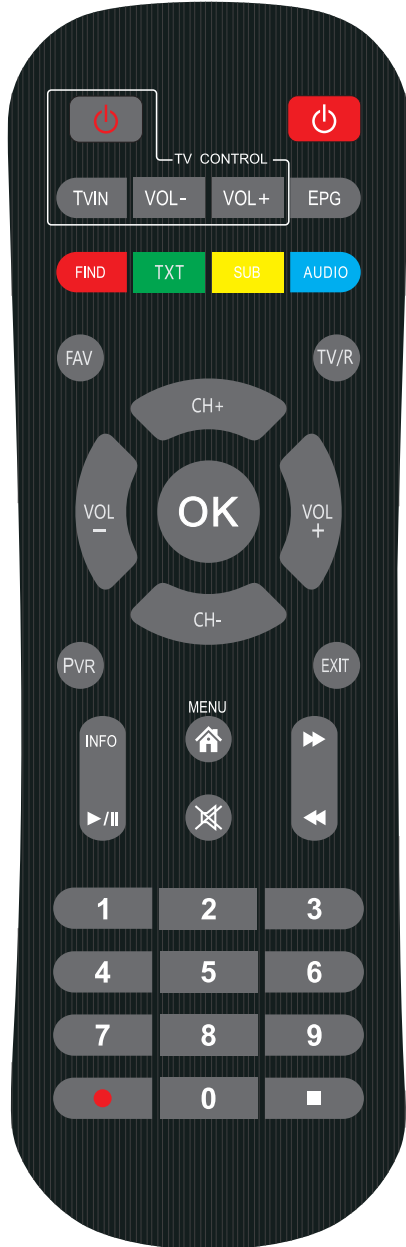 TV CONTROL
TVIN VOL- VOL+ EPG
FIND TXT SUB AUDIO
FAV TV/R
CH+
VOL - OK VOL +
CH-
PVR EXIT
MENU
INFO
1 2 3
4 5 6
7 8 9
0